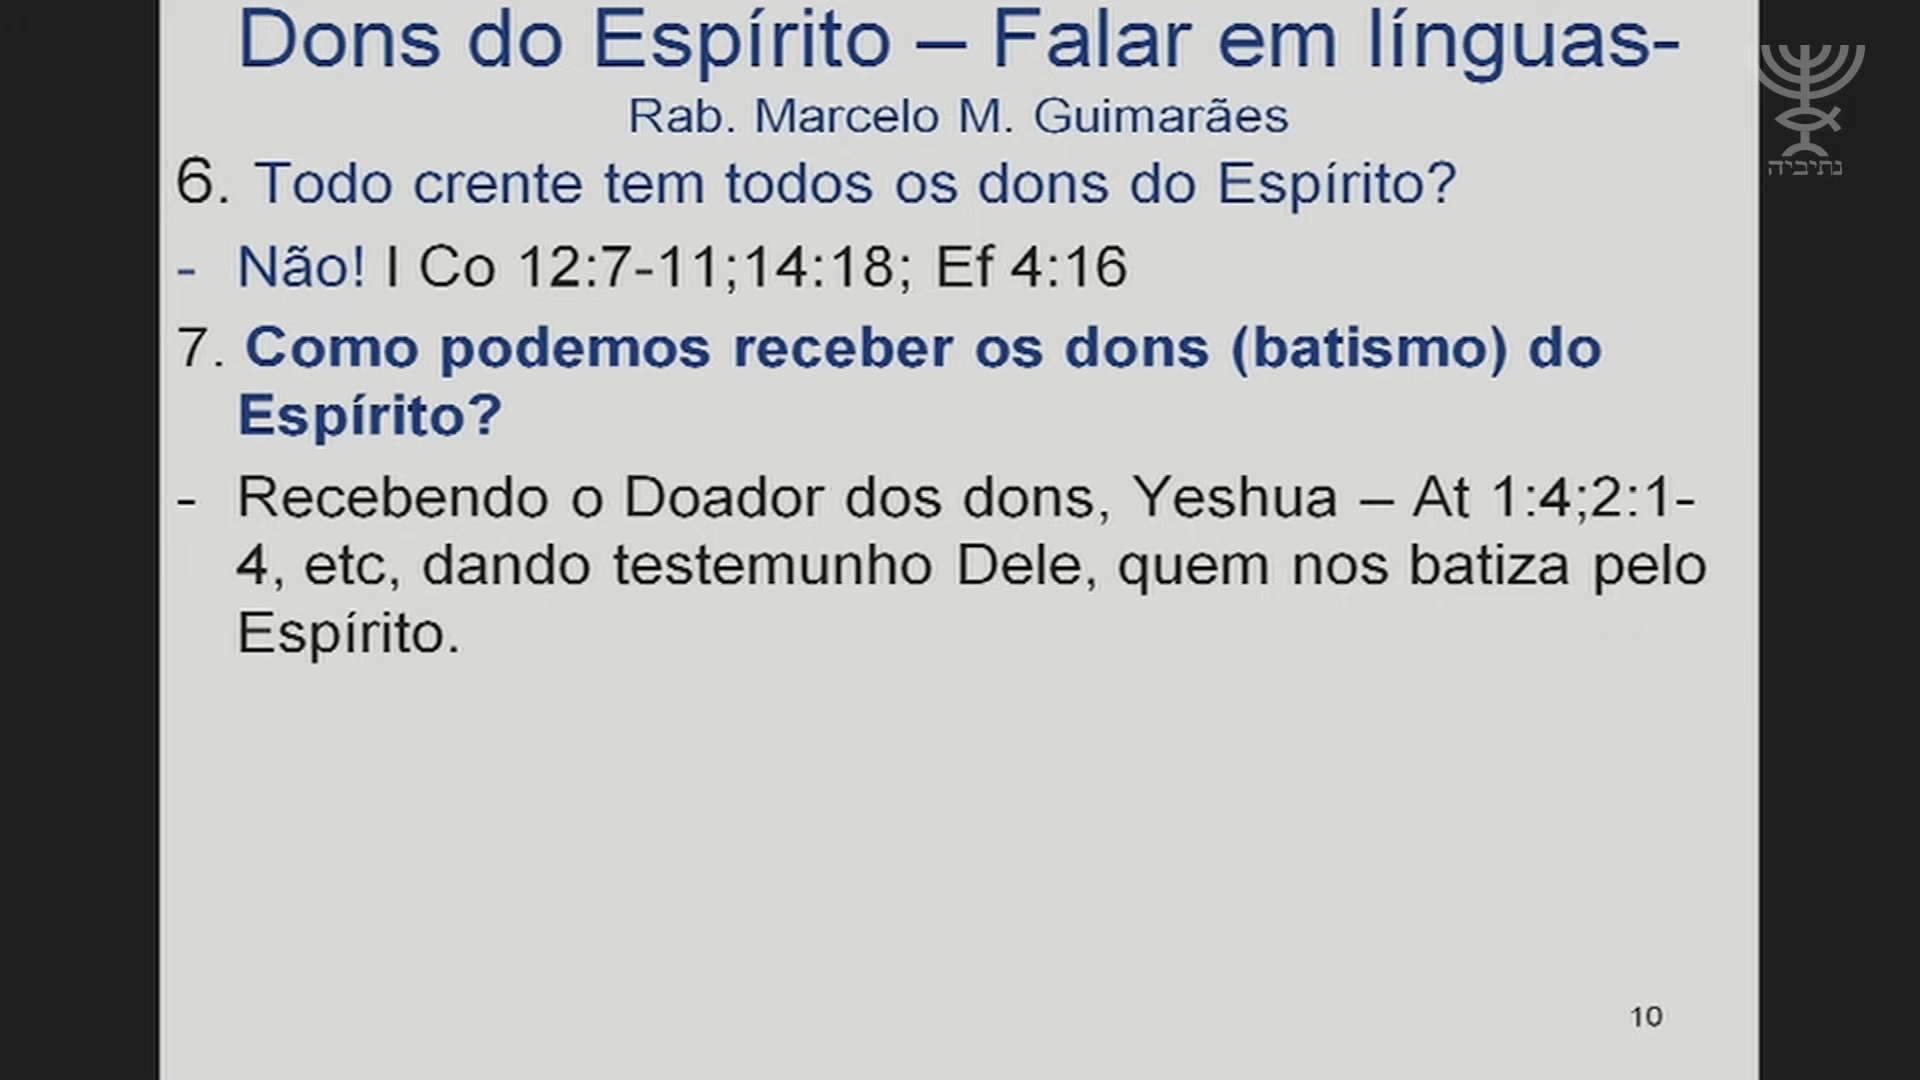 Dons do Espírito – Falar em línguas-
Rab. Marcelo M. Guimarães
6. Todo crente tem todos os dons do Espírito?
- Não! I Co 12:7-11;14:18; Ef 4:16
7. Como podemos receber os dons (batismo) do
Espírito?
- Recebendo o Doador dos dons, Yeshua – At 1:4;2:1-
4, etc, dando testemunho Dele, quem nos batiza pelo
Espírito.
10
נתיביה